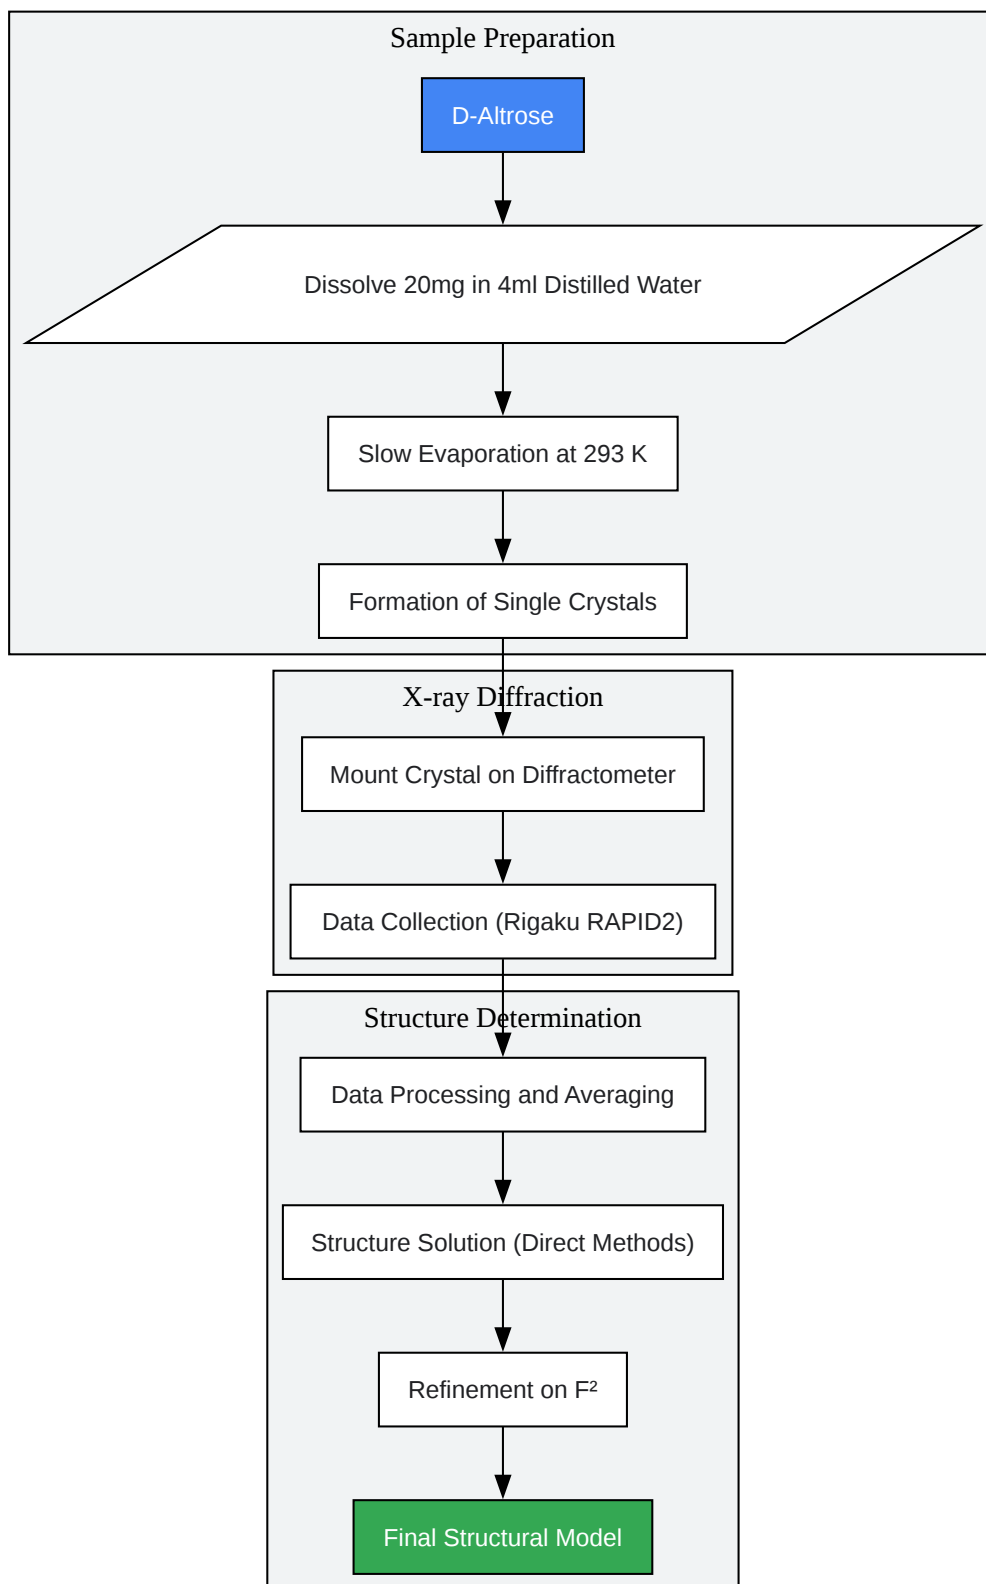 Sample Preparation
D-Altrose
Dissolve 20mg in 4ml Distilled Water
Slow Evaporation at 293 K
Formation of Single Crystals
X-ray Diffraction
Mount Crystal on Diffractometer
Data Collection (Rigaku RAPID2)
Structure Determination
Data Processing and Averaging
Structure Solution (Direct Methods)
Refinement on F²
Final Structural Model